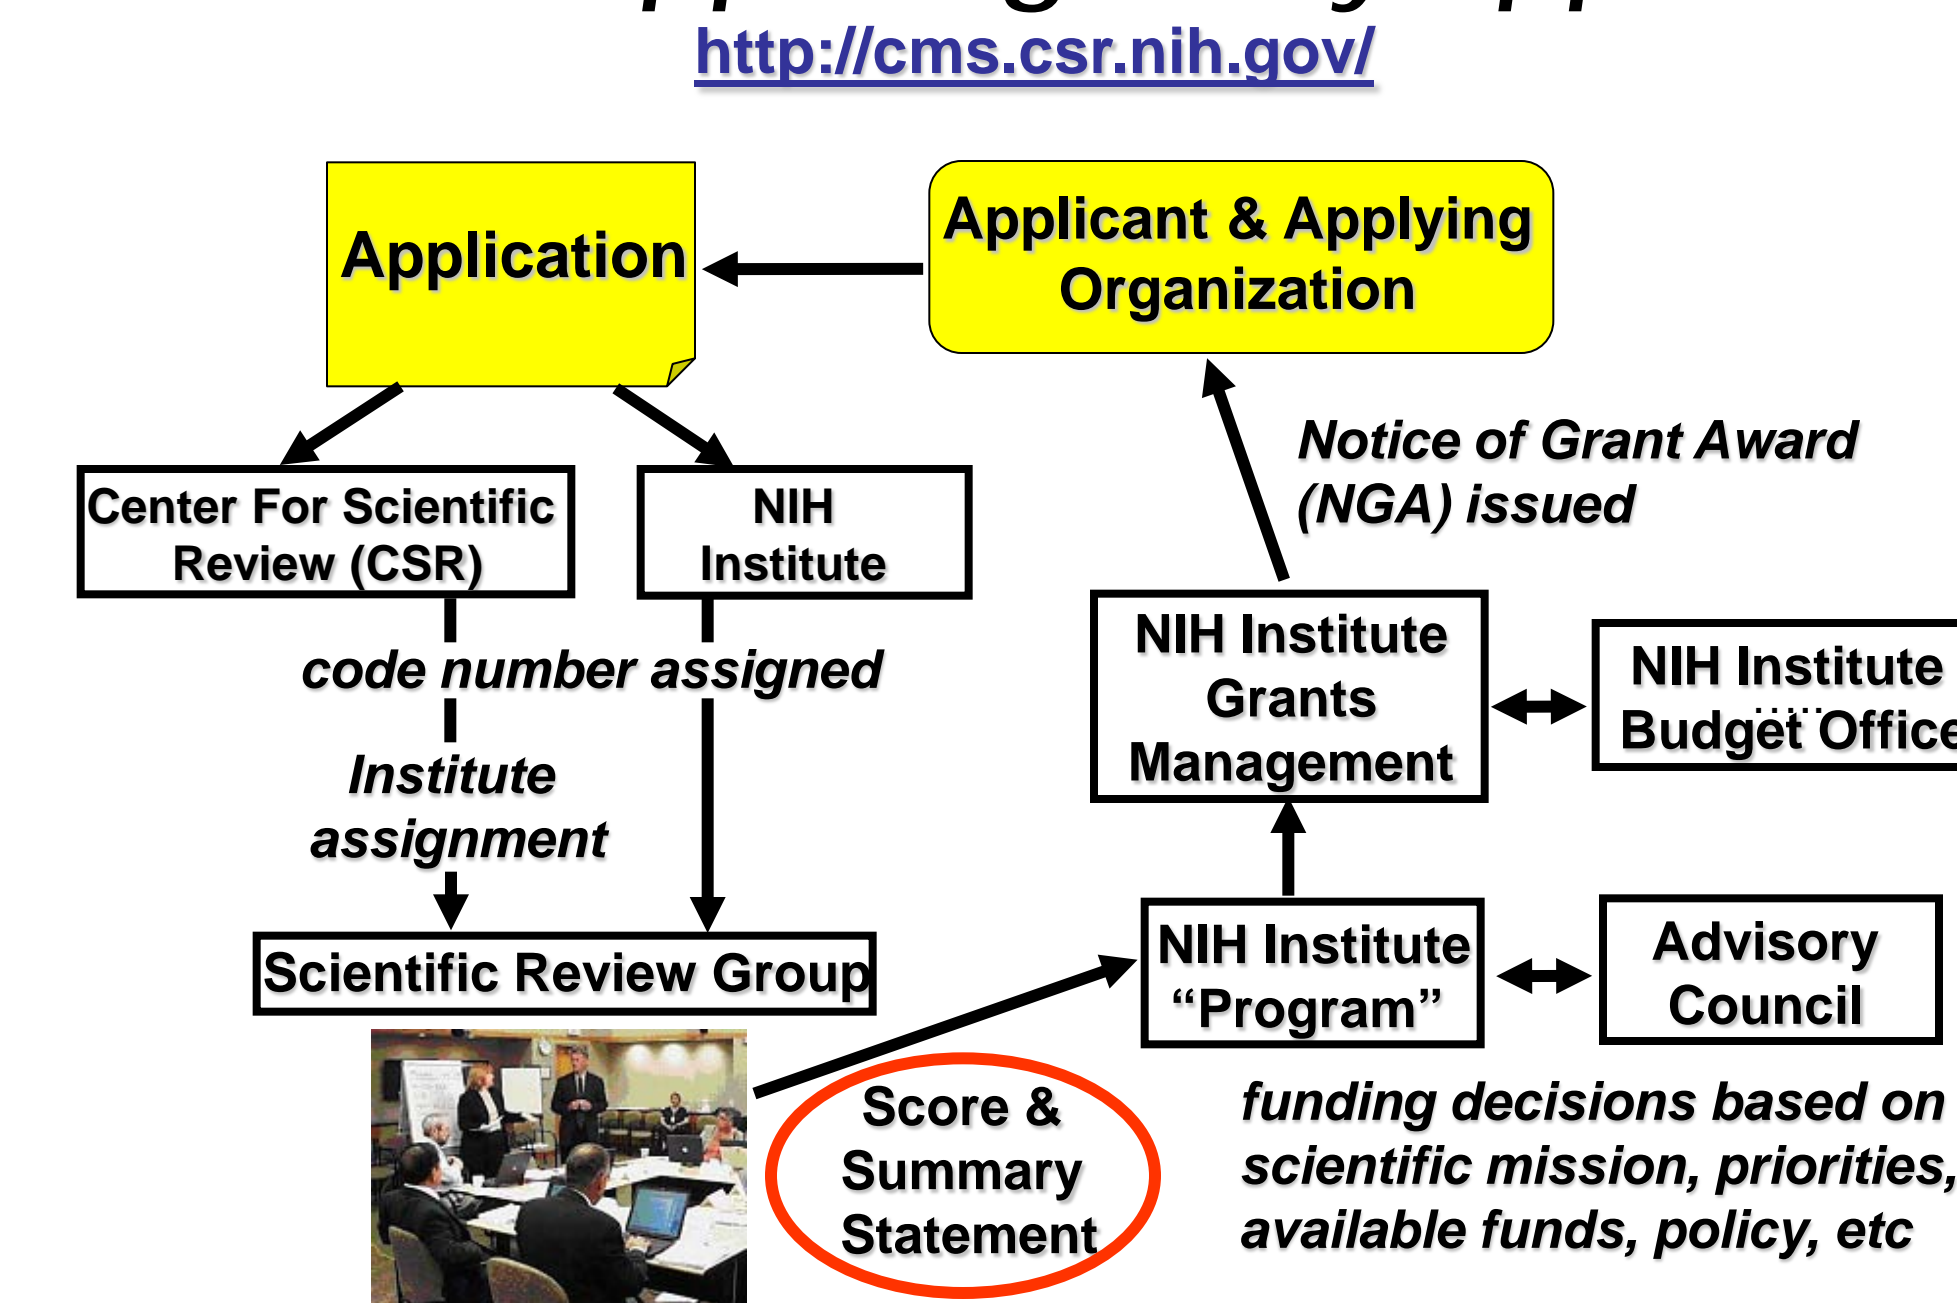 http://cms.csr.nih.gov/
Application
Applicant & Applying
Organization
Notice of Grant Award
(NGA) issued
Center For Scientific
Review (CSR)
NIH
Institute
code number assigned
Institute
assignment
NIH Institute
Grants
Management
NIH Institute
Budget Office
Scientific Review Group
NIH Institute
“Program”
Advisory
Council
Score &
Summary
Statement
funding decisions based on
scientific mission, priorities,
available funds, policy, etc